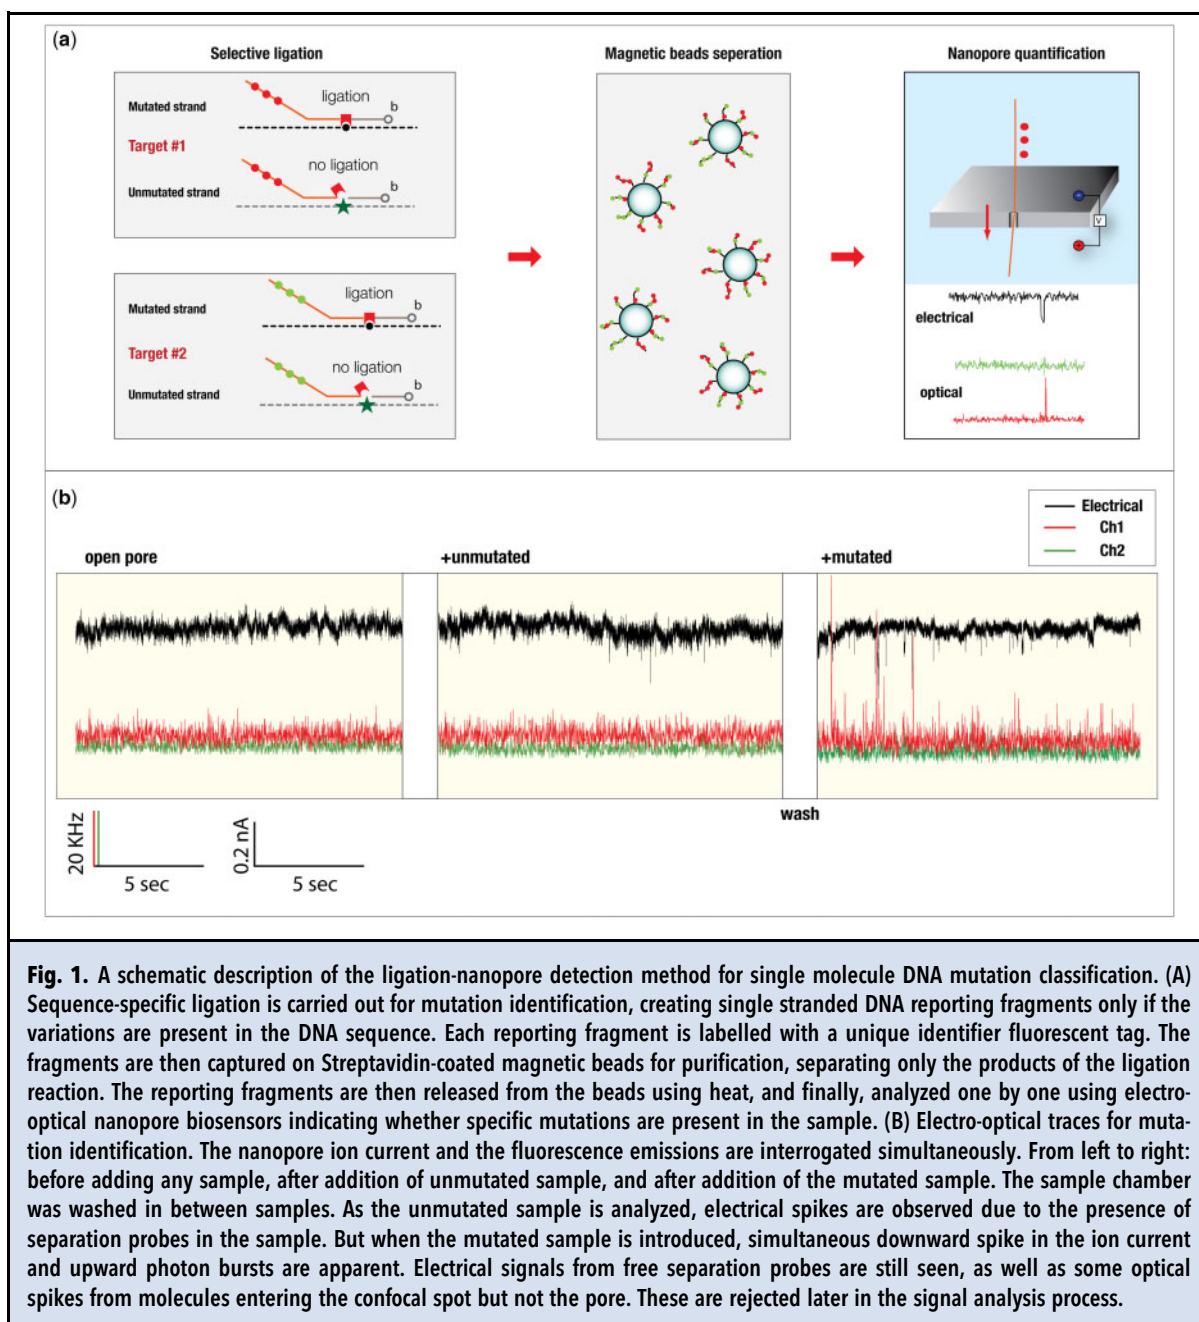 (a)
Selective ligation
Magnetic beads seperation
Nanopore quantification
Mutated strand
ligation
b
Target #1
no ligation
b
Unmutated strand
Mutated strand
ligation
b
Target #2
no ligation
b
Unmutated strand
V
electrical
optical
(b)
Electrical
Ch1
Ch2
open pore
+unmutated
+mutated
wash
20 KHz
5 sec
0.2 nA
5 sec
Fig. 1. A schematic description of the ligation-nanopore detection method for single molecule DNA mutation classification. (A)
Sequence-specific ligation is carried out for mutation identification, creating single stranded DNA reporting fragments only if the
variations are present in the DNA sequence. Each reporting fragment is labelled with a unique identifier fluorescent tag. The
fragments are then captured on Streptavidin-coated magnetic beads for purification, separating only the products of the ligation
reaction. The reporting fragments are then released from the beads using heat, and finally, analyzed one by one using electro-
optical nanopore biosensors indicating whether specific mutations are present in the sample. (B) Electro-optical traces for muta-
tion identification. The nanopore ion current and the fluorescence emissions are interrogated simultaneously. From left to right:
before adding any sample, after addition of unmutated sample, and after addition of the mutated sample. The sample chamber
was washed in between samples. As the unmutated sample is analyzed, electrical spikes are observed due to the presence of
separation probes in the sample. But when the mutated sample is introduced, simultaneous downward spike in the ion current
and upward photon bursts are apparent. Electrical signals from free separation probes are still seen, as well as some optical
spikes from molecules entering the confocal spot but not the pore. These are rejected later in the signal analysis process.